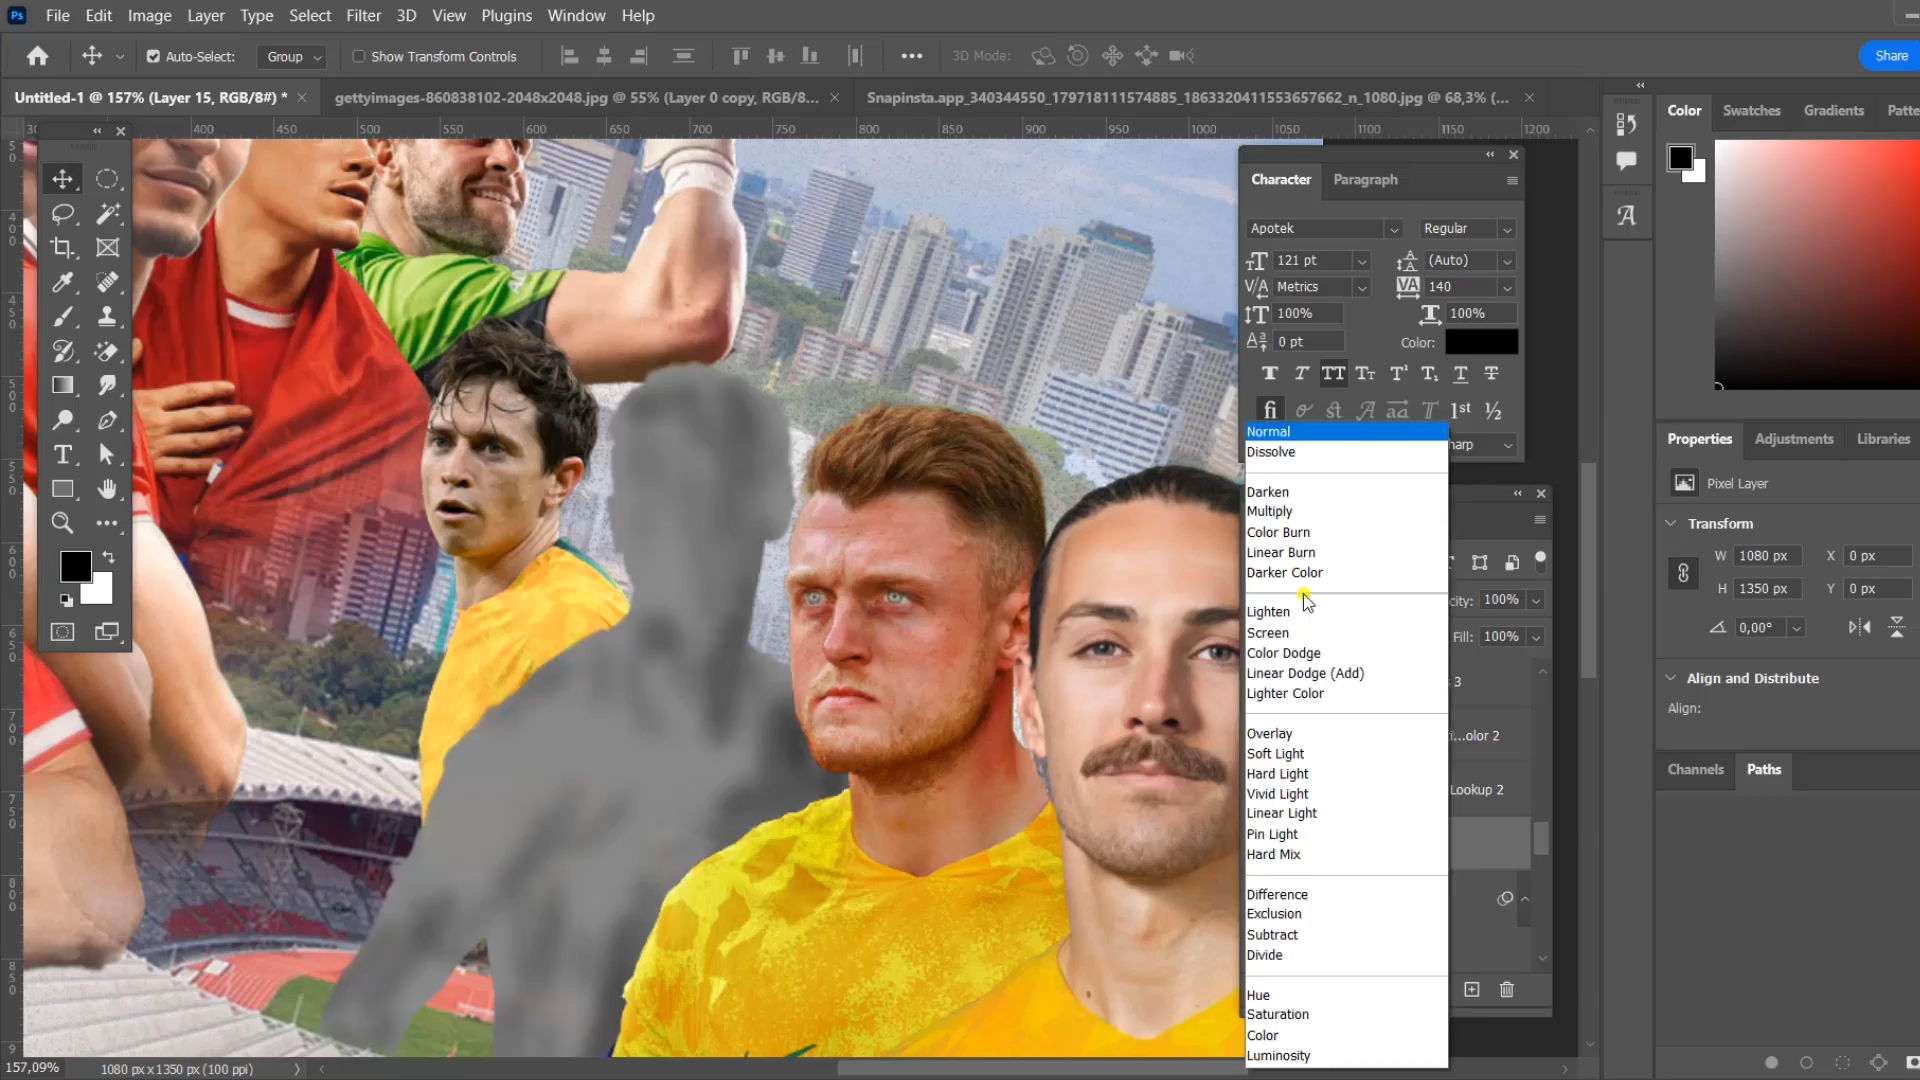 Ps File Edit Image Layer Type Select Filter 3D View Plugins Window Help
Auto-Select: Group Show Transform Controls 3D Mode: Share
Untitled-1 @ 157% (Layer 15, RGB/8#) * gettyimages-860838102-2048x2048.jpg @ 55% (Layer 0 copy, RGB/8... Snapinsta.app_340344550_179718111574885_1863320411553657662_n_1080.jpg @ 68,3% (...
400 450 500 550 600 650 700 750 800 850 900 950 1000 1050 1100 1150 1200
Color Swatches Gradients Patte
Character Paragraph
Apotek Regular
121 pt (Auto)
Metrics 140
100% 100%
0 pt Color:
fi 1st ½
Normal
Dissolve
Darken
Multiply
Color Burn
Linear Burn
Darker Color
Lighten
Screen
Color Dodge
Linear Dodge (Add)
Lighter Color
Overlay
Soft Light
Hard Light
Vivid Light
Linear Light
Pin Light
Hard Mix
Difference
Exclusion
Subtract
Divide
Hue
Saturation
Color
Luminosity
harp
city: 100%
Fill: 100%
3
i...olor 2
Lookup 2
Properties Adjustments Libraries
Pixel Layer
Transform
W 1080 px X 0 px
H 1350 px Y 0 px
0,00°
Align and Distribute
Align:
Channels Paths
157,09% 1080 px x 1350 px (100 ppi)